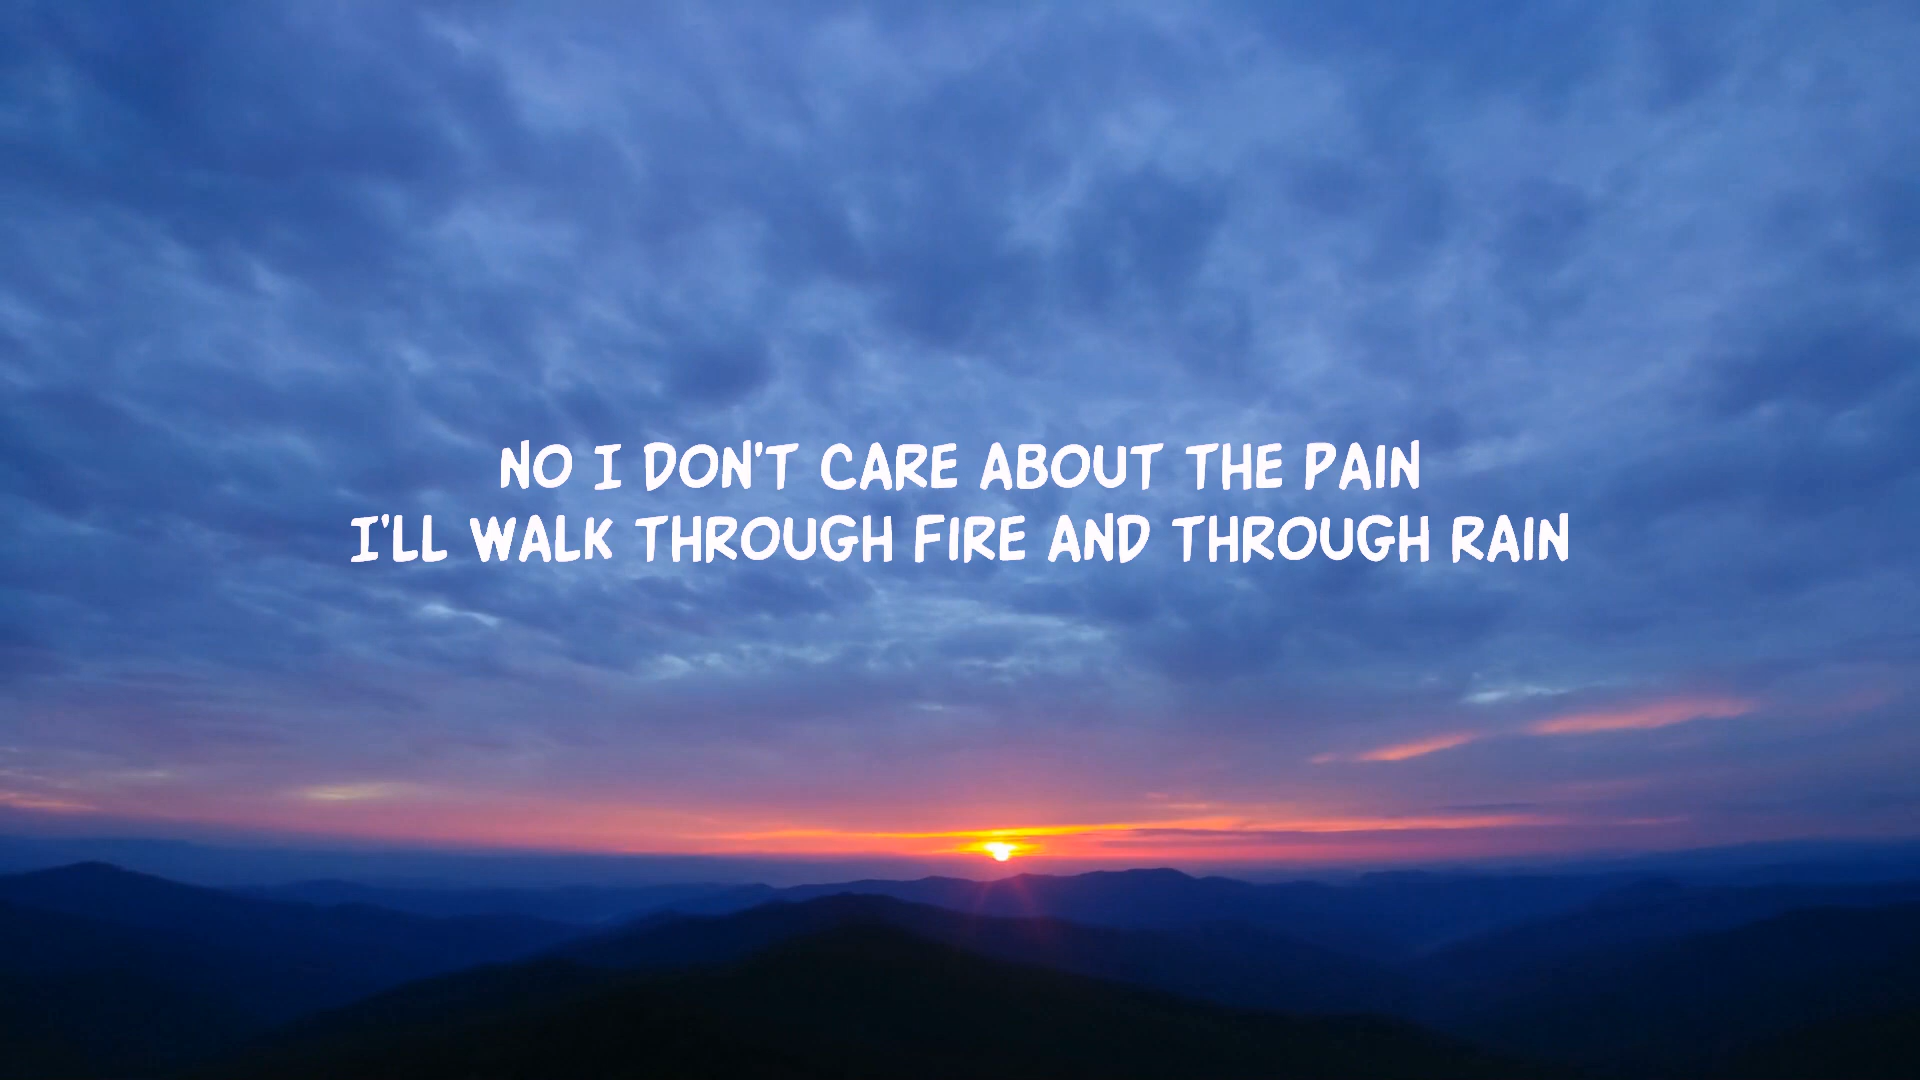 NO I DON'T CARE ABOUT THE PAIN
I'LL WALK THROUGH FIRE AND THROUGH RAIN